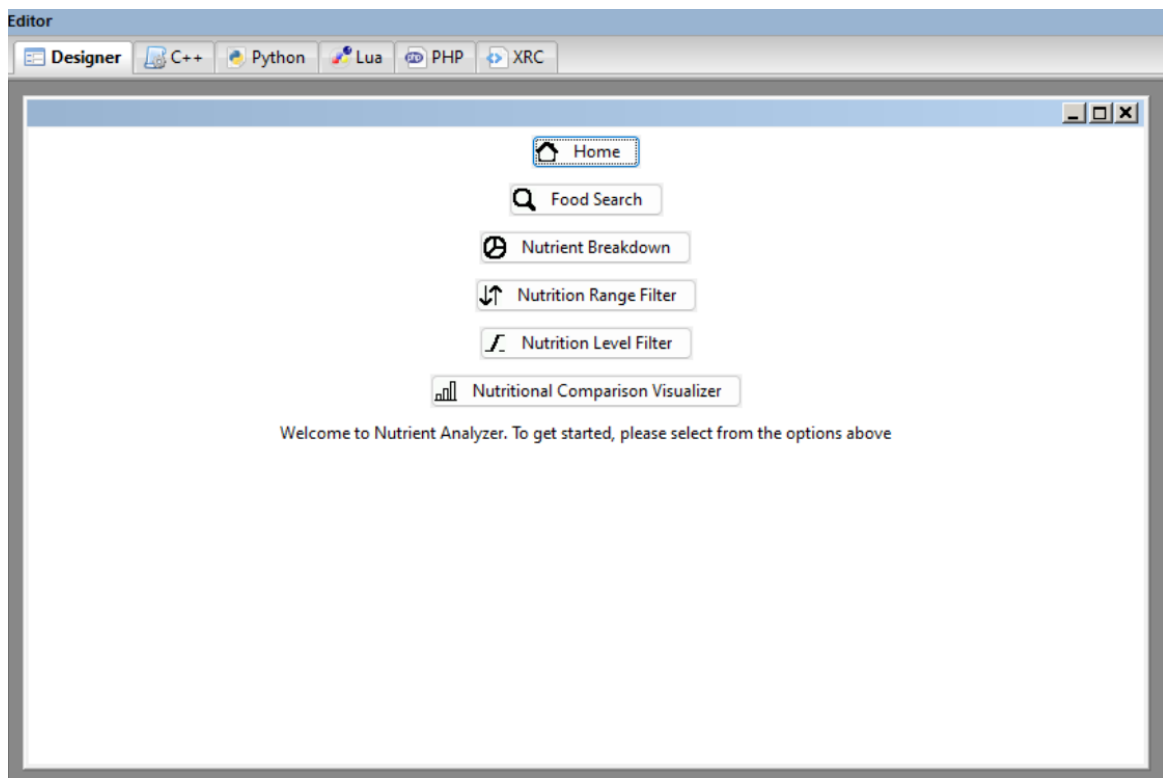 Editor
Designer C++ Python Lua PHP XRC
Home
Food Search
Nutrient Breakdown
Nutrition Range Filter
Nutrition Level Filter
Nutritional Comparison Visualizer
Welcome to Nutrient Analyzer. To get started, please select from the options above